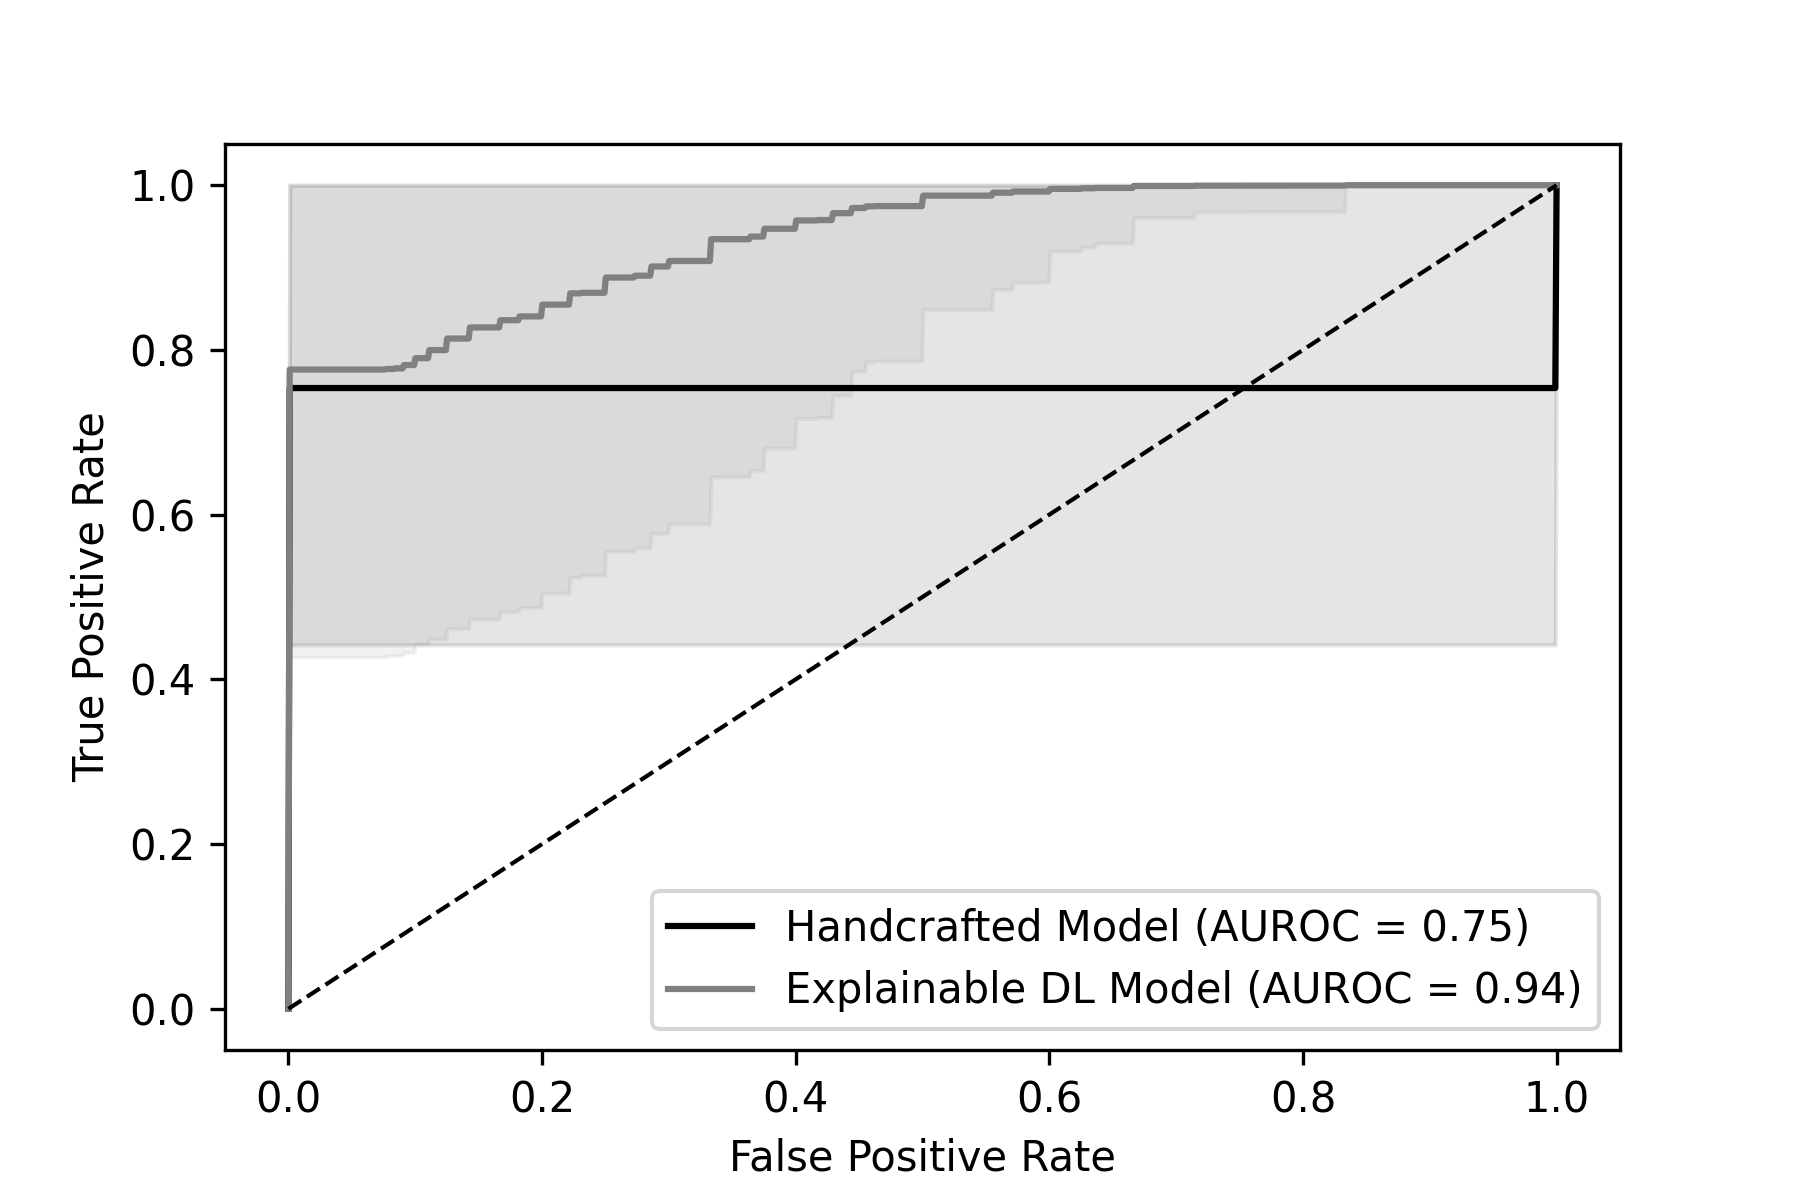 1.0
0.8
0.6
0.4
0.2
0.0
True Positive Rate
Handcrafted Model (AUROC = 0.75)
Explainable DL Model (AUROC = 0.94)
0.0 0.2 0.4 0.6 0.8 1.0
False Positive Rate